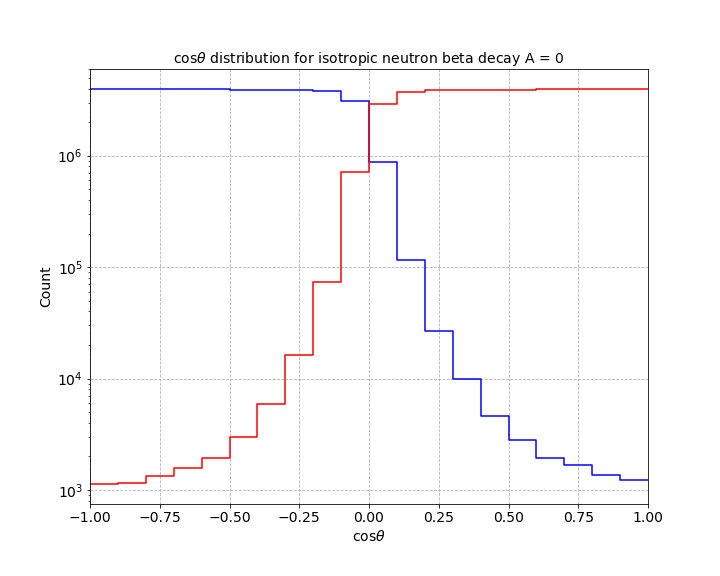 cosθ distribution for isotropic neutron beta decay A = 0
Count
10⁶
10⁵
10⁴
10³
−1.00 −0.75 −0.50 −0.25 0.00 0.25 0.50 0.75 1.00
cosθ